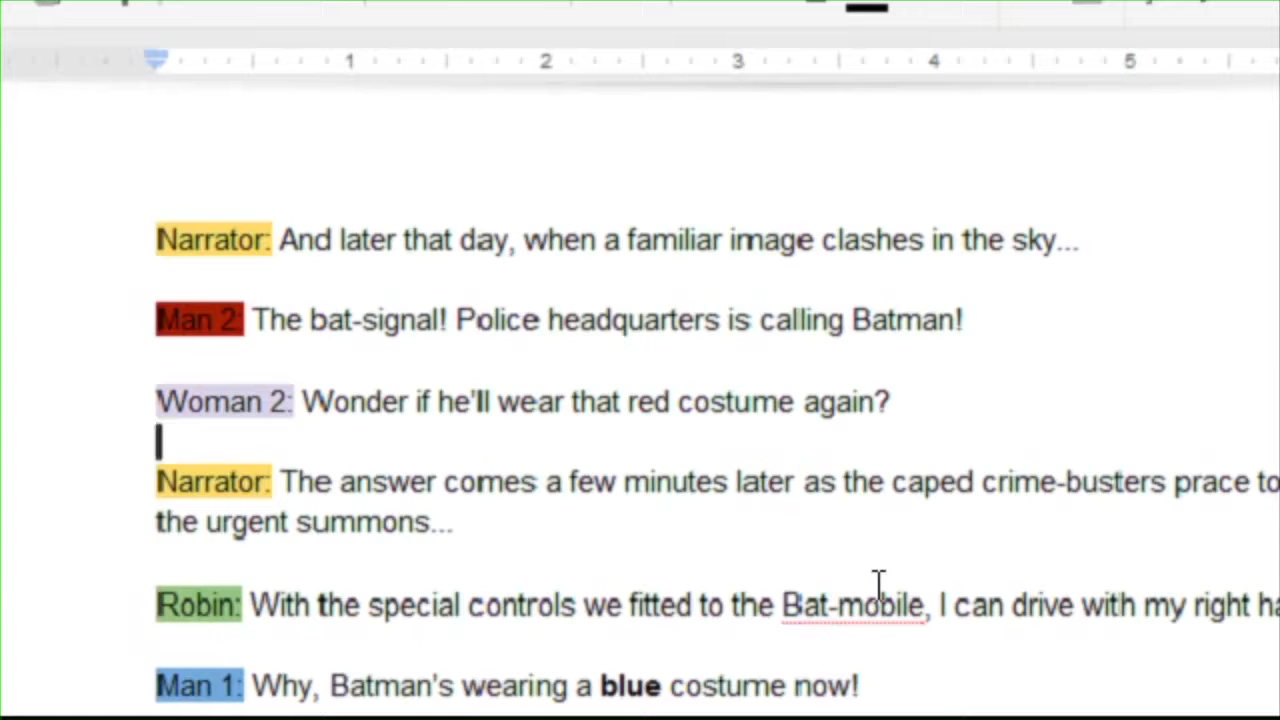 1 2 3 4 5
Narrator: And later that day, when a familiar image clashes in the sky...
Man 2: The bat-signal! Police headquarters is calling Batman!
Woman 2: Wonder if he'll wear that red costume again?
Narrator: The answer comes a few minutes later as the caped crime-busters prace to
the urgent summons...
Robin: With the special controls we fitted to the Bat-mobile, I can drive with my right ha
Man 1: Why, Batman's wearing a blue costume now!